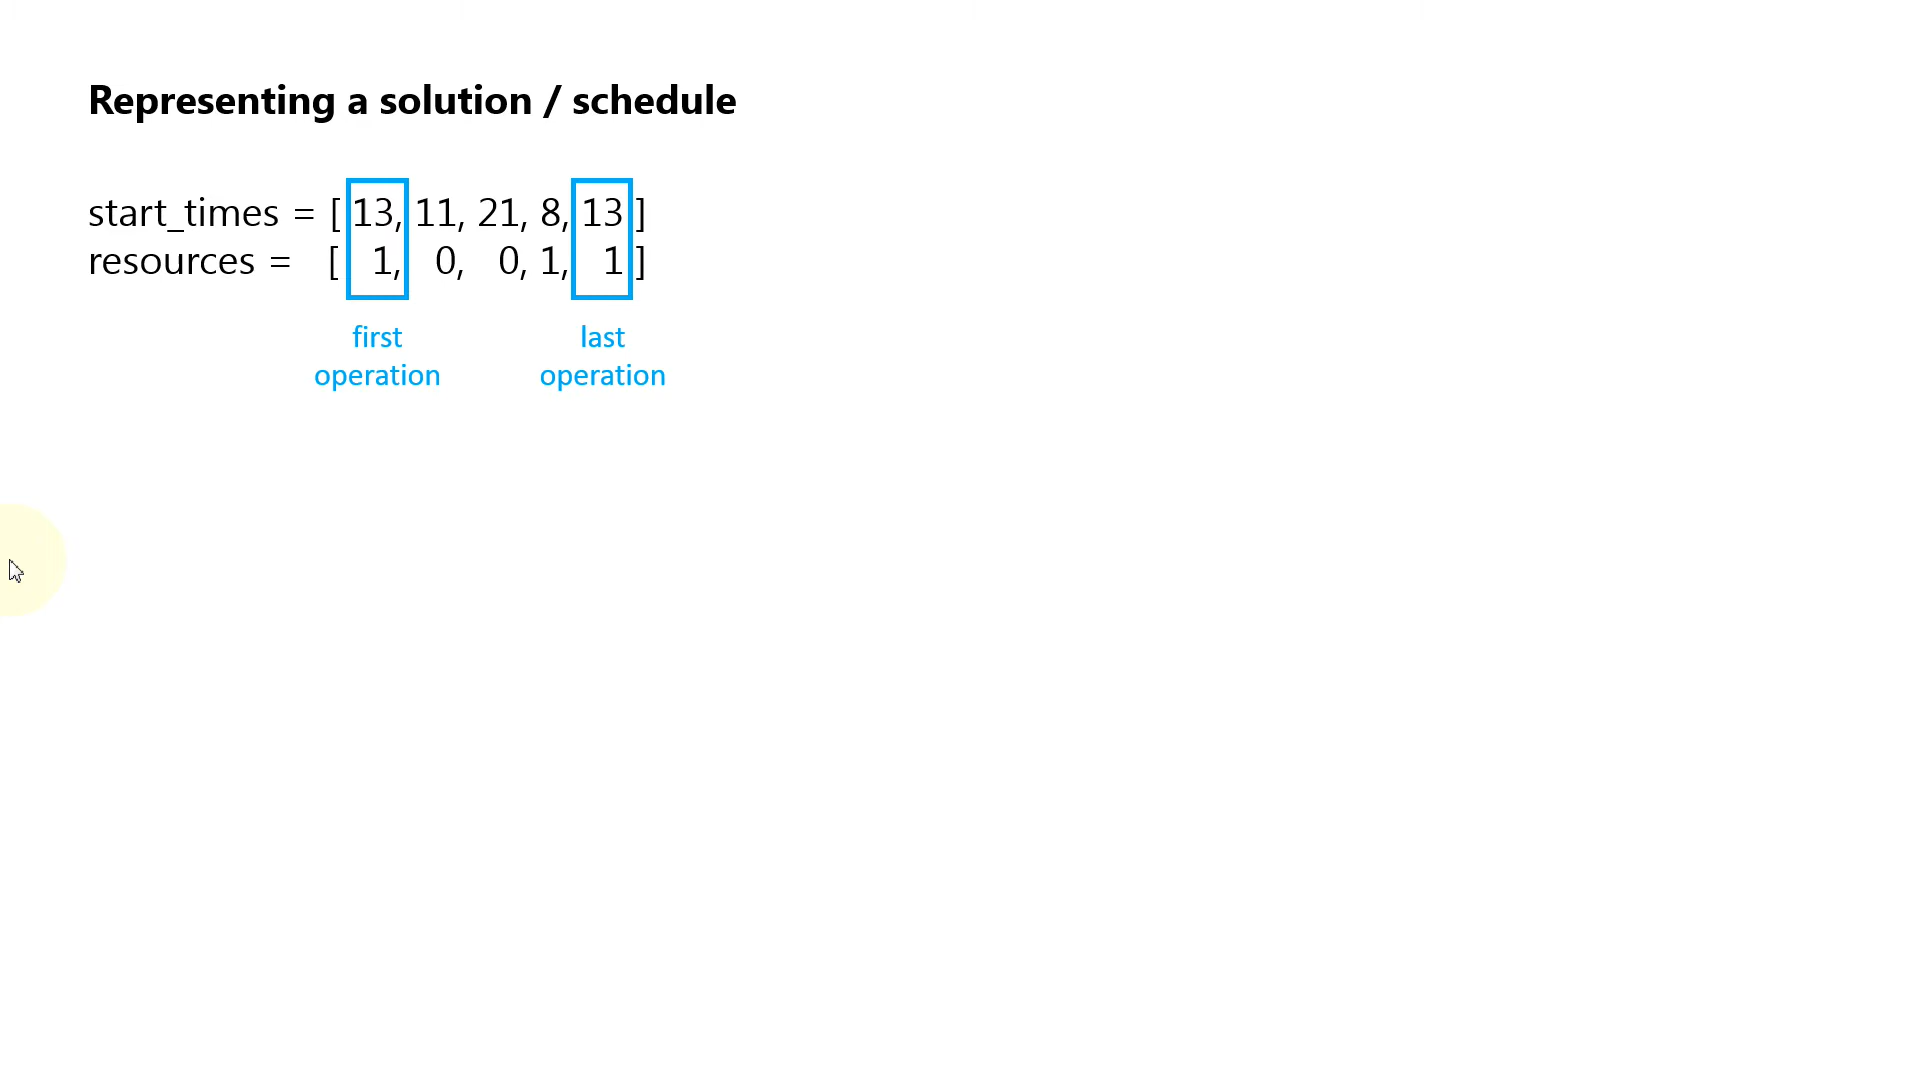 Representing a solution / schedule
start_times = [ 13, 11, 21, 8, 13 ]
resources = [ 1, 0, 0, 1, 1 ]
first operation
last operation